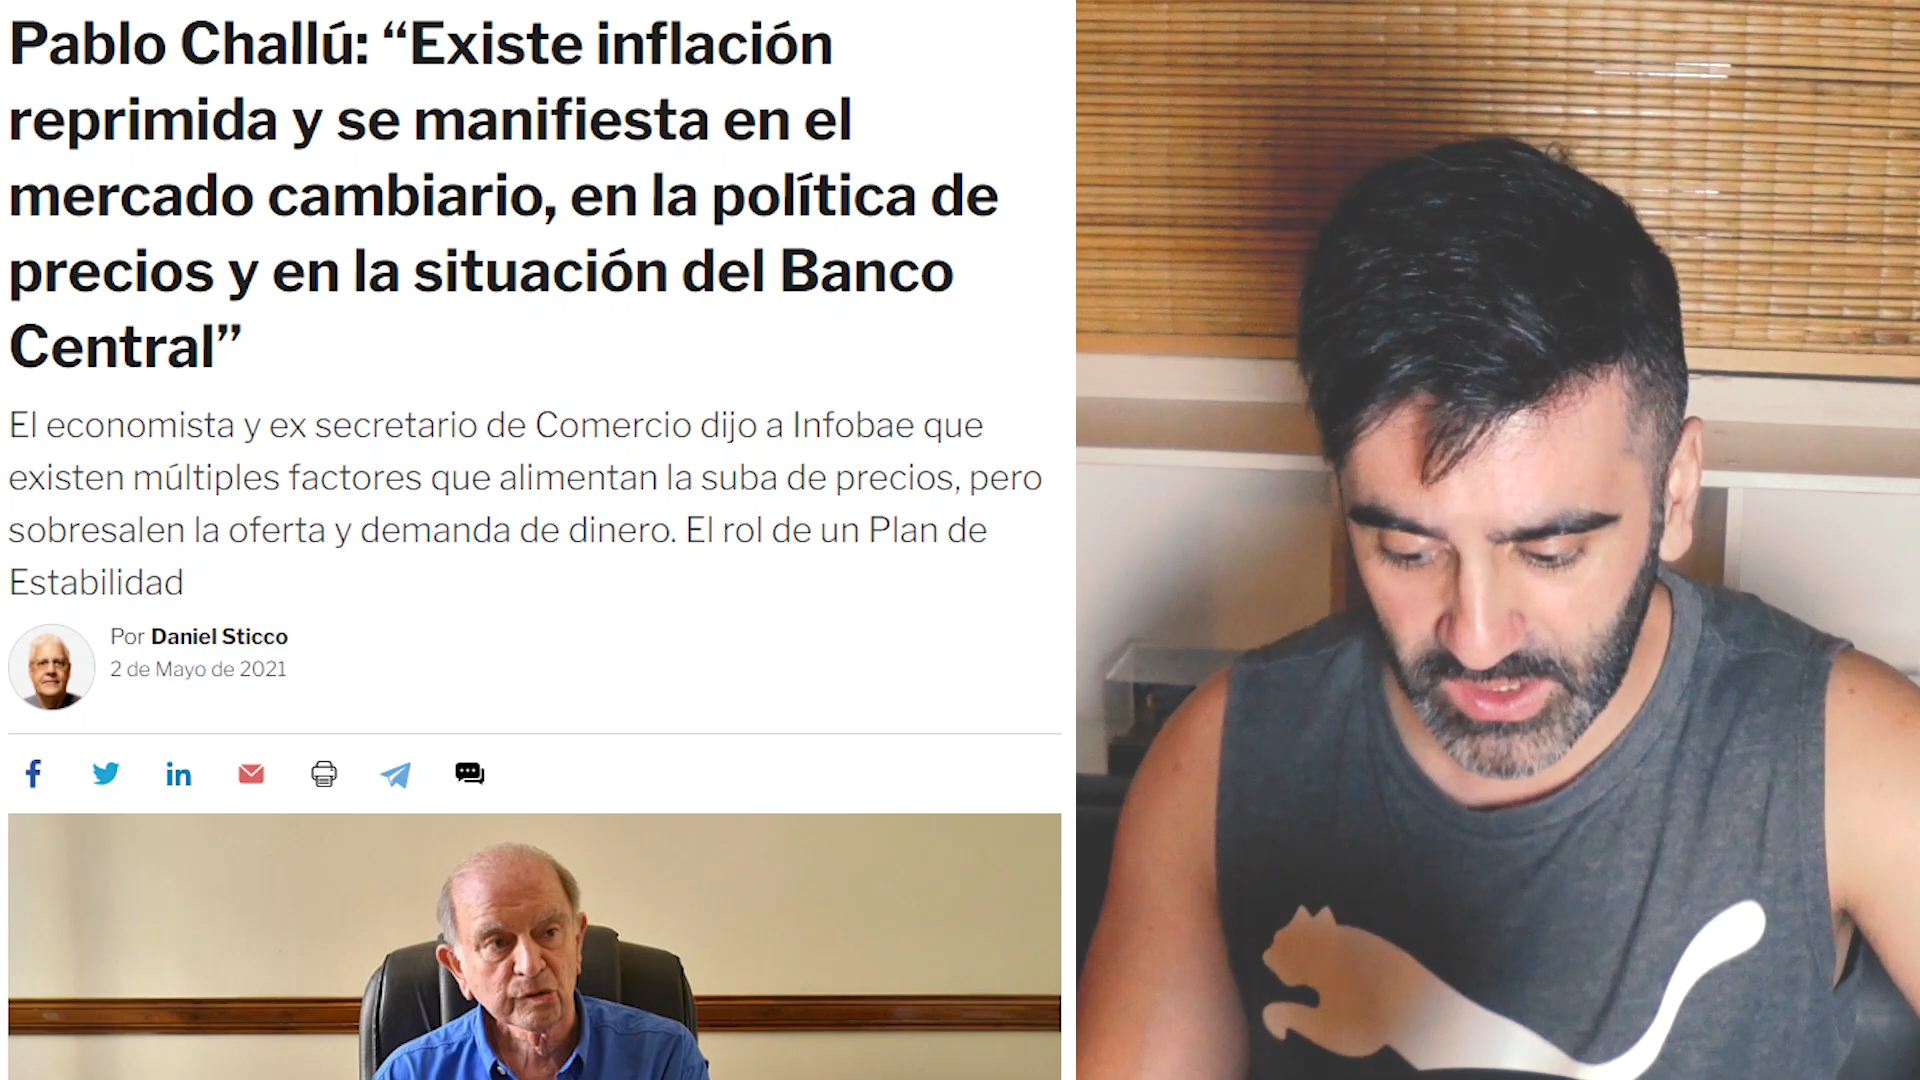 Pablo Challú: “Existe inflación
reprimida y se manifiesta en el
mercado cambiario, en la política de
precios y en la situación del Banco
Central”
El economista y ex secretario de Comercio dijo a Infobae que
existen múltiples factores que alimentan la suba de precios, pero
sobresalen la oferta y demanda de dinero. El rol de un Plan de
Estabilidad
Por Daniel Sticco
2 de Mayo de 2021